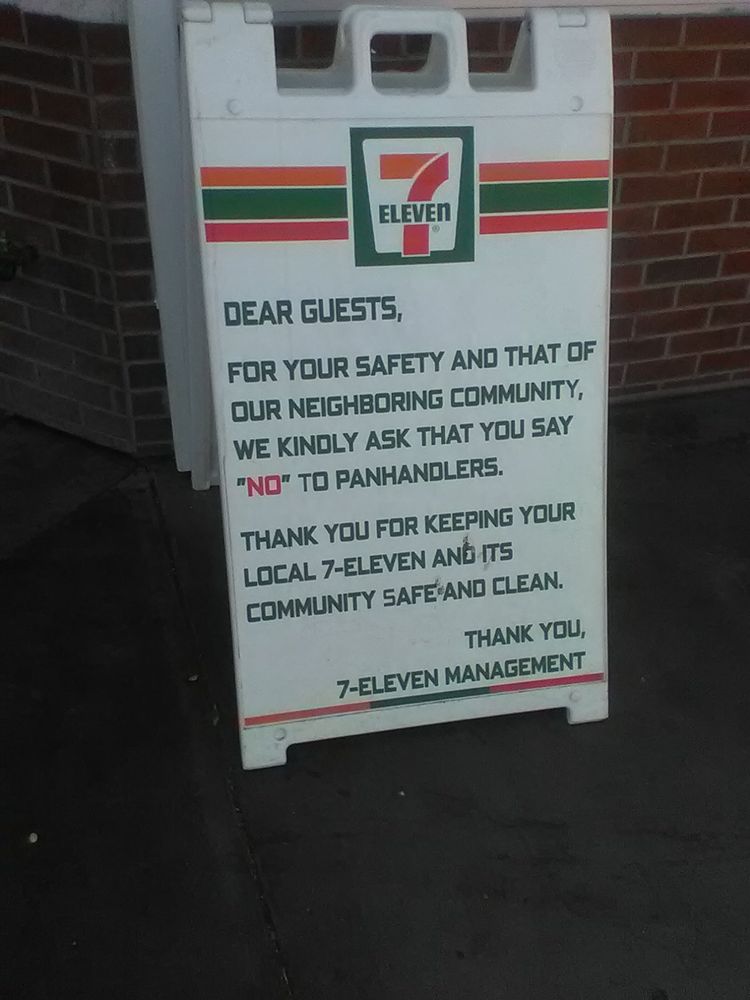 7
ELEVEN
®
DEAR GUESTS,
FOR YOUR SAFETY AND THAT OF
OUR NEIGHBORING COMMUNITY,
WE KINDLY ASK THAT YOU SAY
"NO" TO PANHANDLERS.
THANK YOU FOR KEEPING YOUR
LOCAL 7-ELEVEN AND ITS
COMMUNITY SAFE AND CLEAN.
THANK YOU,
7-ELEVEN MANAGEMENT